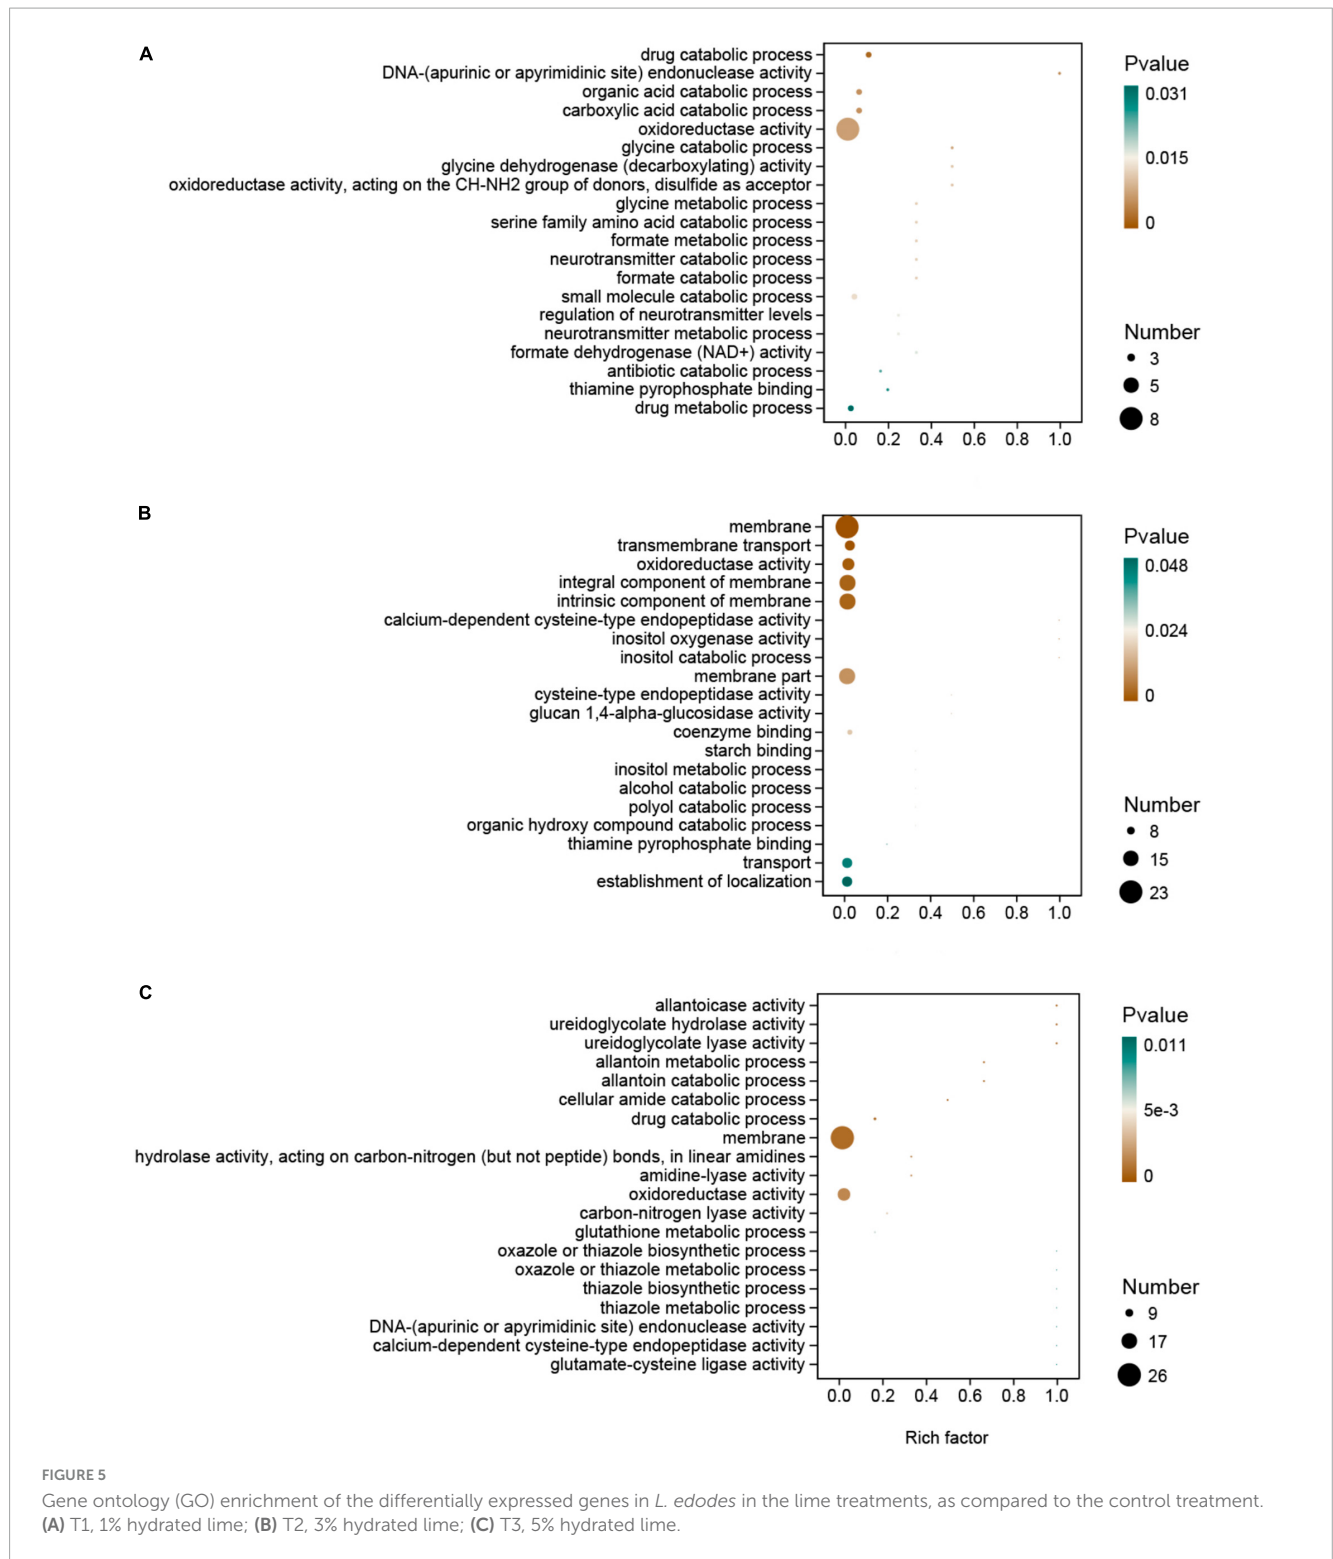 A
drug catabolic process
DNA-(apurinic or apyrimidinic site) endonuclease activity
organic acid catabolic process
carboxylic acid catabolic process
oxidoreductase activity
glycine catabolic process
glycine dehydrogenase (decarboxylating) activity
oxidoreductase activity, acting on the CH-NH2 group of donors, disulfide as acceptor
glycine metabolic process
serine family amino acid catabolic process
formate metabolic process
neurotransmitter catabolic process
formate catabolic process
small molecule catabolic process
regulation of neurotransmitter levels
neurotransmitter metabolic process
formate dehydrogenase (NAD+) activity
antibiotic catabolic process
thiamine pyrophosphate binding
drug metabolic process
0.0 0.2 0.4 0.6 0.8 1.0
Pvalue
0.031
0.015
0
Number
3
5
8
B
membrane
transmembrane transport
oxidoreductase activity
integral component of membrane
intrinsic component of membrane
calcium-dependent cysteine-type endopeptidase activity
inositol oxygenase activity
inositol catabolic process
membrane part
cysteine-type endopeptidase activity
glucan 1,4-alpha-glucosidase activity
coenzyme binding
starch binding
inositol metabolic process
alcohol catabolic process
polyol catabolic process
organic hydroxy compound catabolic process
thiamine pyrophosphate binding
transport
establishment of localization
0.0 0.2 0.4 0.6 0.8 1.0
Pvalue
0.048
0.024
0
Number
8
15
23
C
allantoicase activity
ureidoglycolate hydrolase activity
ureidoglycolate lyase activity
allantoin metabolic process
allantoin catabolic process
cellular amide catabolic process
drug catabolic process
membrane
hydrolase activity, acting on carbon-nitrogen (but not peptide) bonds, in linear amidines
amidine-lyase activity
oxidoreductase activity
carbon-nitrogen lyase activity
glutathione metabolic process
oxazole or thiazole biosynthetic process
oxazole or thiazole metabolic process
thiazole biosynthetic process
thiazole metabolic process
DNA-(apurinic or apyrimidinic site) endonuclease activity
calcium-dependent cysteine-type endopeptidase activity
glutamate-cysteine ligase activity
0.0 0.2 0.4 0.6 0.8 1.0
Rich factor
Pvalue
0.011
5e-3
0
Number
9
17
26
FIGURE 5
Gene ontology (GO) enrichment of the differentially expressed genes in L. edodes in the lime treatments, as compared to the control treatment.
(A) T1, 1% hydrated lime; (B) T2, 3% hydrated lime; (C) T3, 5% hydrated lime.